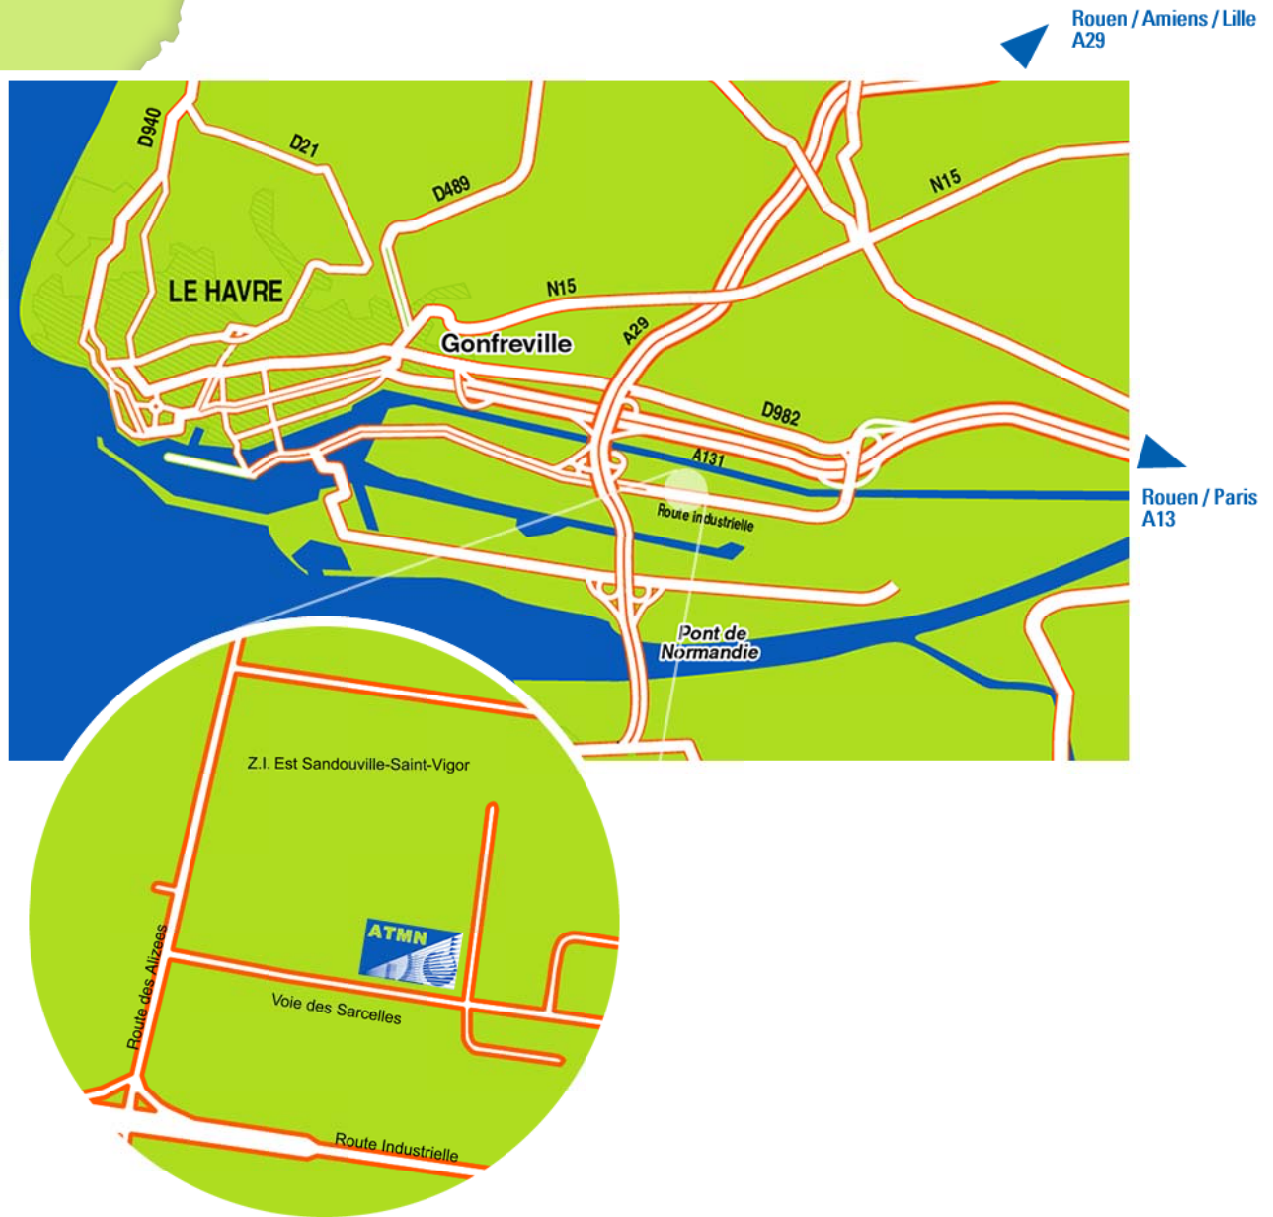 Rouen / Amiens / Lille
A29
D940
D21
D489
N15
LE HAVRE
N15
A29
Gonfreville
D982
A131
Rouen / Paris
A13
Route industrielle
Pont de
Normandie
Z.I. Est Sandouville-Saint-Vigor
ATMN
Route des Alizees
Voie des Sarcelles
Route Industrielle